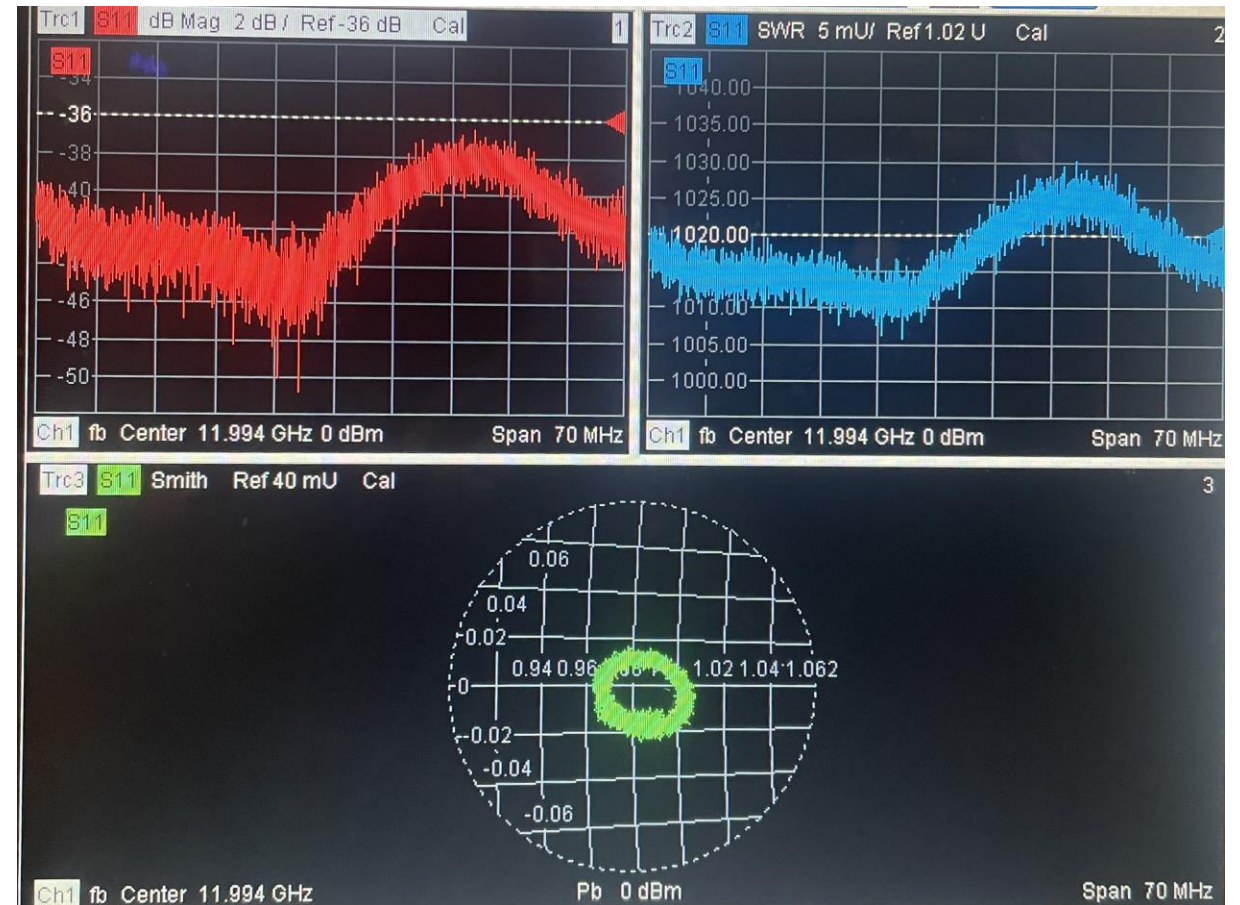 Trc1 S11 dB Mag 2 dB / Ref -36 dB Cal 1
S11
-34
-36
-38
-40
-46
-48
-50
Ch1 fb Center 11.994 GHz 0 dBm Span 70 MHz
Trc2 S11 SWR 5 mU/ Ref 1.02 U Cal 2
S11
1040.00
1035.00
1030.00
1025.00
1020.00
1010.00
1005.00
1000.00
Ch1 fb Center 11.994 GHz 0 dBm Span 70 MHz
Trc3 S11 Smith Ref 40 mU Cal 3
S11
0.06
0.04
0.02
0.94 0.96 1.02 1.04 1.062
0
-0.02
-0.04
-0.06
Ch1 fb Center 11.994 GHz Pb 0 dBm Span 70 MHz